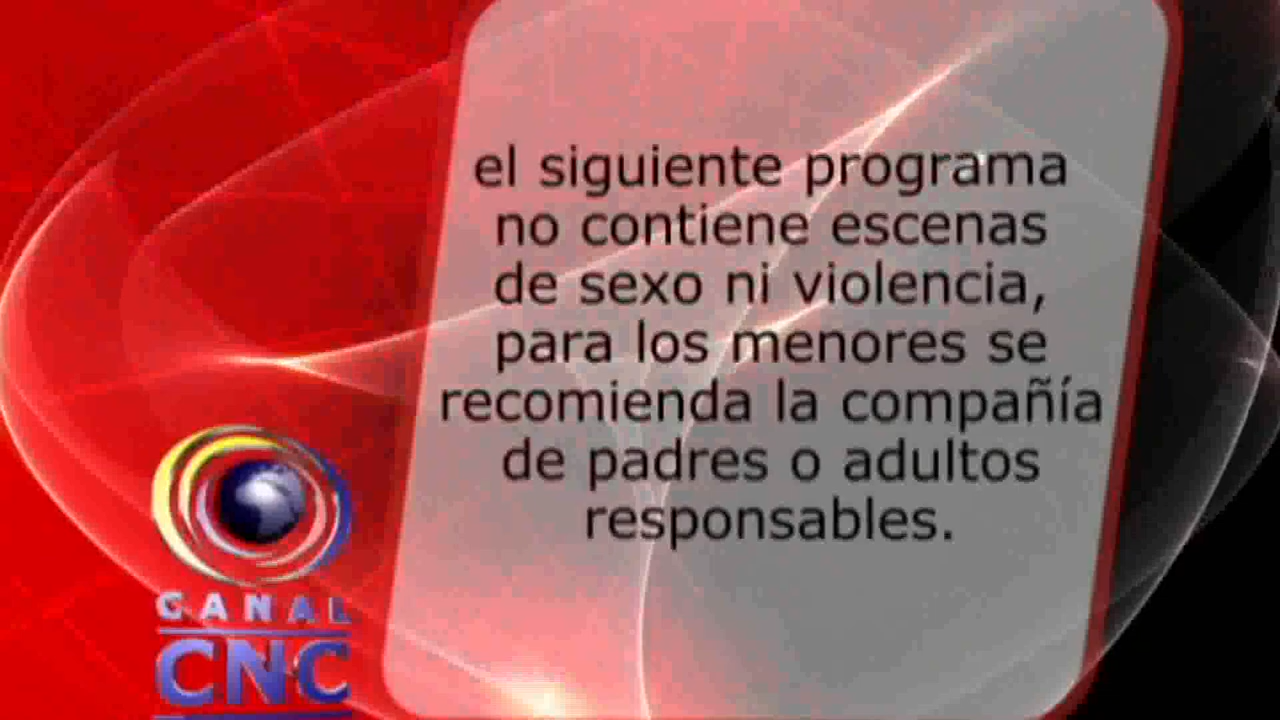 el siguiente programa
no contiene escenas
de sexo ni violencia,
para los menores se
recomienda la compañía
de padres o adultos
responsables.
CANAL
CNC